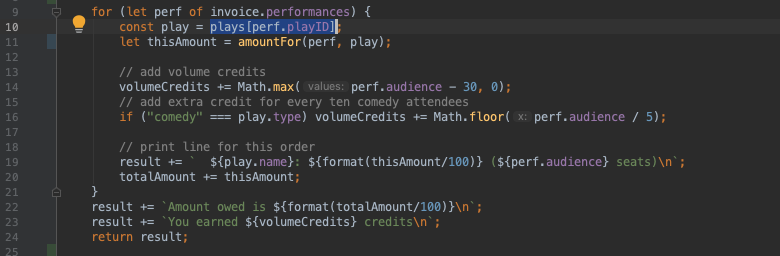 9 for (let perf of invoice.performances) {
10 const play = plays[perf.playID];
11 let thisAmount = amountFor(perf, play);
12
13 // add volume credits
14 volumeCredits += Math.max( values: perf.audience - 30, 0);
15 // add extra credit for every ten comedy attendees
16 if ("comedy" === play.type) volumeCredits += Math.floor( x: perf.audience / 5);
17
18 // print line for this order
19 result += `  ${play.name}: ${format(thisAmount/100)} (${perf.audience} seats)\n`;
20 totalAmount += thisAmount;
21 }
22 result += `Amount owed is ${format(totalAmount/100)}\n`;
23 result += `You earned ${volumeCredits} credits\n`;
24 return result;
25